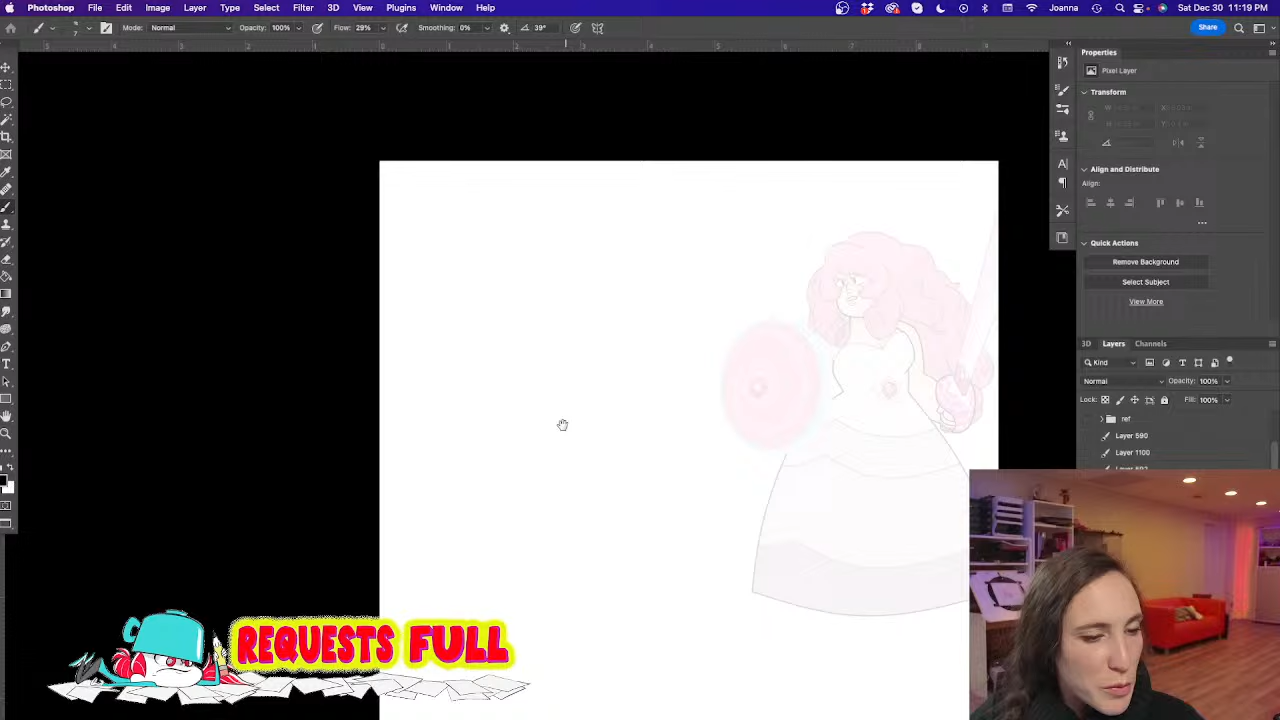 Photoshop File Edit Image Layer Type Select Filter 3D View Plugins Window Help Joanna Sat Dec 30 11:19 PM
7 Mode: Normal Opacity: 100% Flow: 29% Smoothing: 0% 39° Share
Properties
Pixel Layer
Transform
Align and Distribute
Align:
Quick Actions
Remove Background
Select Subject
View More
3D Layers Channels
Kind
Normal Opacity: 100%
Lock: Fill: 100%
ref
Layer 590
Layer 1100
REQUESTS FULL